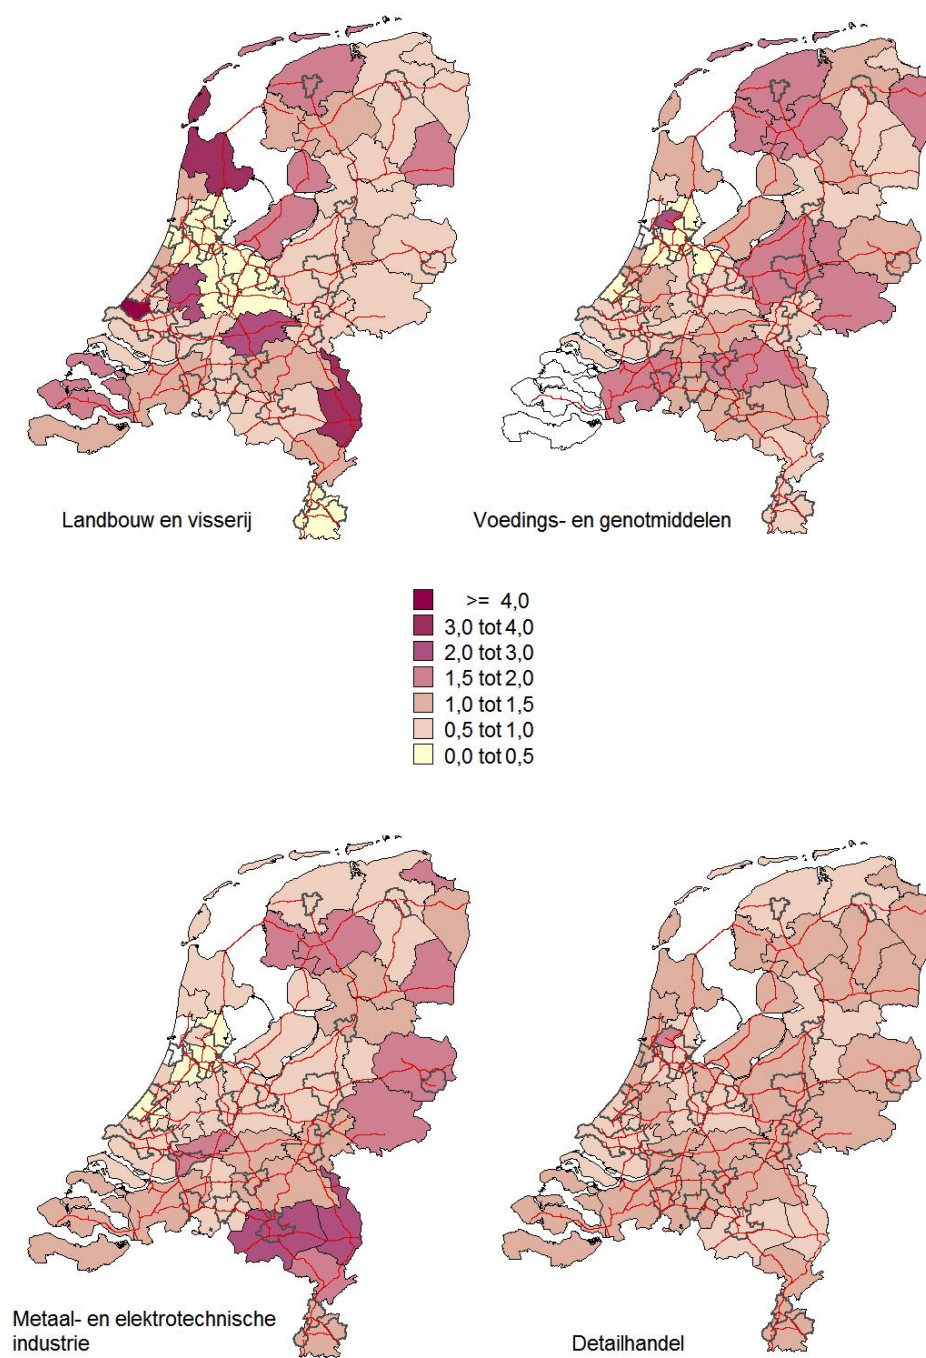 Landbouw en visserij
Voedings- en genotmiddelen
>= 4,0
3,0 tot 4,0
2,0 tot 3,0
1,5 tot 2,0
1,0 tot 1,5
0,5 tot 1,0
0,0 tot 0,5
Metaal- en elektrotechnische
industrie
Detailhandel